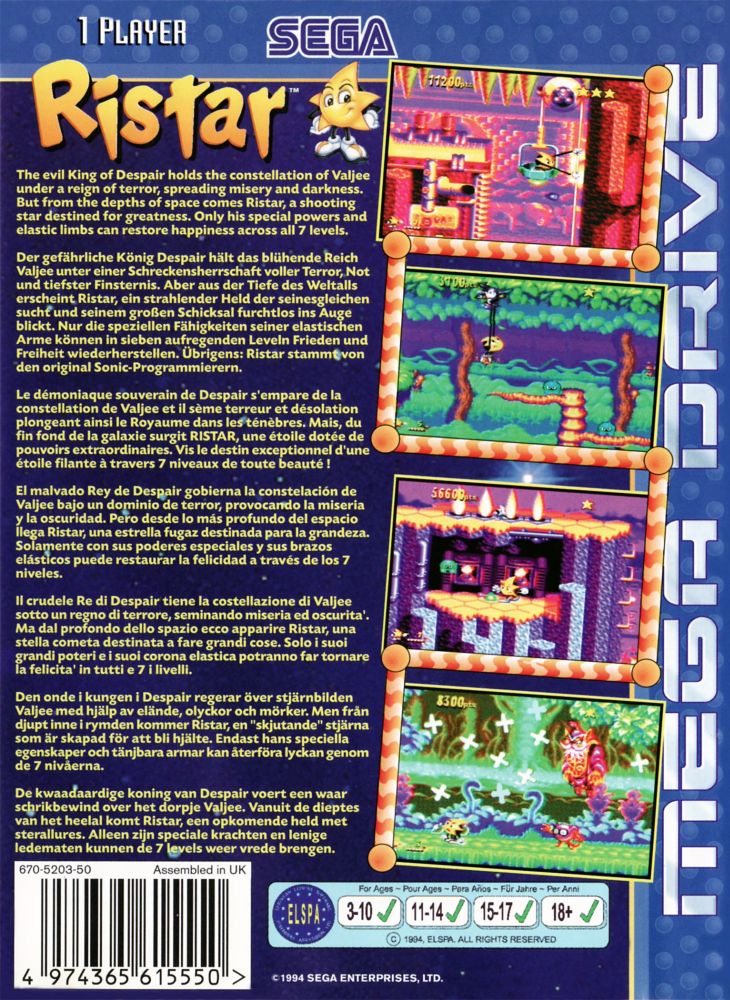 1 PLAYER
SEGA
Ristar™
The evil King of Despair holds the constellation of Valjee
under a reign of terror, spreading misery and darkness.
But from the depths of space comes Ristar, a shooting
star destined for greatness. Only his special powers and
elastic limbs can restore happiness across all 7 levels.
Der gefährliche König Despair hält das blühende Reich
Valjee unter einer Schreckensherrschaft voller Terror, Not
und tiefster Finsternis. Aber aus der Tiefe des Weltalls
erscheint Ristar, ein strahlender Held der seinesgleichen
sucht und seinem großen Schicksal furchtlos ins Auge
blickt. Nur die speziellen Fähigkeiten seiner elastischen
Arme können in sieben aufregenden Leveln Frieden und
Freiheit wiederherstellen. Übrigens: Ristar stammt von
den original Sonic-Programmierern.
Le démoniaque souverain de Despair s'empare de la
constellation de Valjee et il sème terreur et désolation
plongeant ainsi le Royaume dans les ténèbres. Mais, du
fin fond de la galaxie surgit RISTAR, une étoile dotée de
pouvoirs extraordinaires. Vis le destin exceptionnel d'une
étoile filante à travers 7 niveaux de toute beauté !
El malvado Rey de Despair gobierna la constelación de
Valjee bajo un dominio de terror, provocando la miseria
y la oscuridad. Pero desde lo más profundo del espacio
llega Ristar, una estrella fugaz destinada para la grandeza.
Solamente con sus poderes especiales y sus brazos
elásticos puede restaurar la felicidad a través de los 7
niveles.
Il crudele Re di Despair tiene la costellazione di Valjee
sotto un regno di terrore, seminando miseria ed oscurita'.
Ma dal profondo dello spazio ecco apparire Ristar, una
stella cometa destinata a fare grandi cose. Solo i suoi
grandi poteri e i suoi corona elastica potranno far tornare
la felicita' in tutti e 7 i livelli.
Den onde i kungen i Despair regerar över stjärnbilden
Valjee med hjälp av elände, olyckor och mörker. Men från
djupt inne i rymden kommer Ristar, en "skjutande" stjärna
som är skapad för att bli hjälte. Endast hans speciella
egenskaper och tänjbara armar kan återföra lyckan genom
de 7 nivåerna.
De kwaadaardige koning van Despair voert een waar
schrikbewind over het dorpje Valjee. Vanuit de dieptes
van het heelal komt Ristar, een opkomende held met
sterallures. Alleen zijn speciale krachten en lenige
ledematen kunnen de 7 levels weer vrede brengen.
11200pts
3700pts
5660pts
8300pts
MEGA DRIVE
670-5203-50 Assembled in UK
4 974365 615550 >
ELSPA
For Ages ~ Pour Ages ~ Para Años ~ Für Jahre ~ Per Anni
3-10 ✓ 11-14 ✓ 15-17 ✓ 18+ ✓
© 1994, ELSPA. ALL RIGHTS RESERVED
©1994 SEGA ENTERPRISES, LTD.